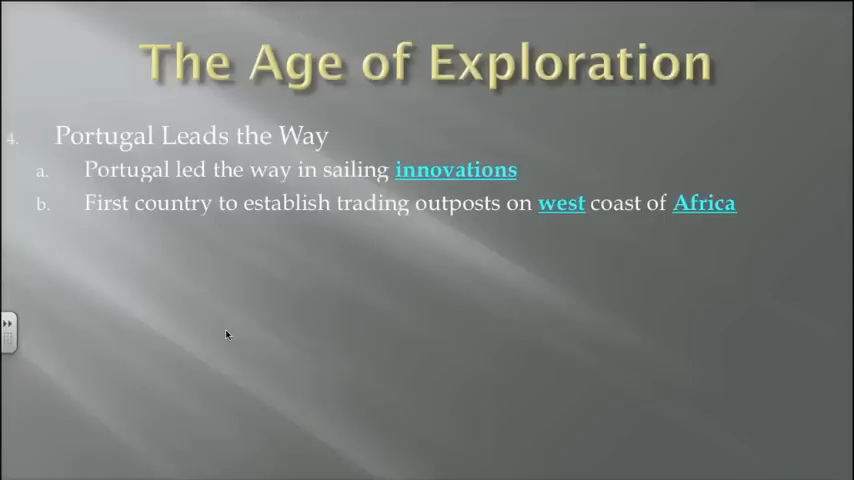 The Age of Exploration
4. Portugal Leads the Way
a. Portugal led the way in sailing innovations
b. First country to establish trading outposts on west coast of Africa